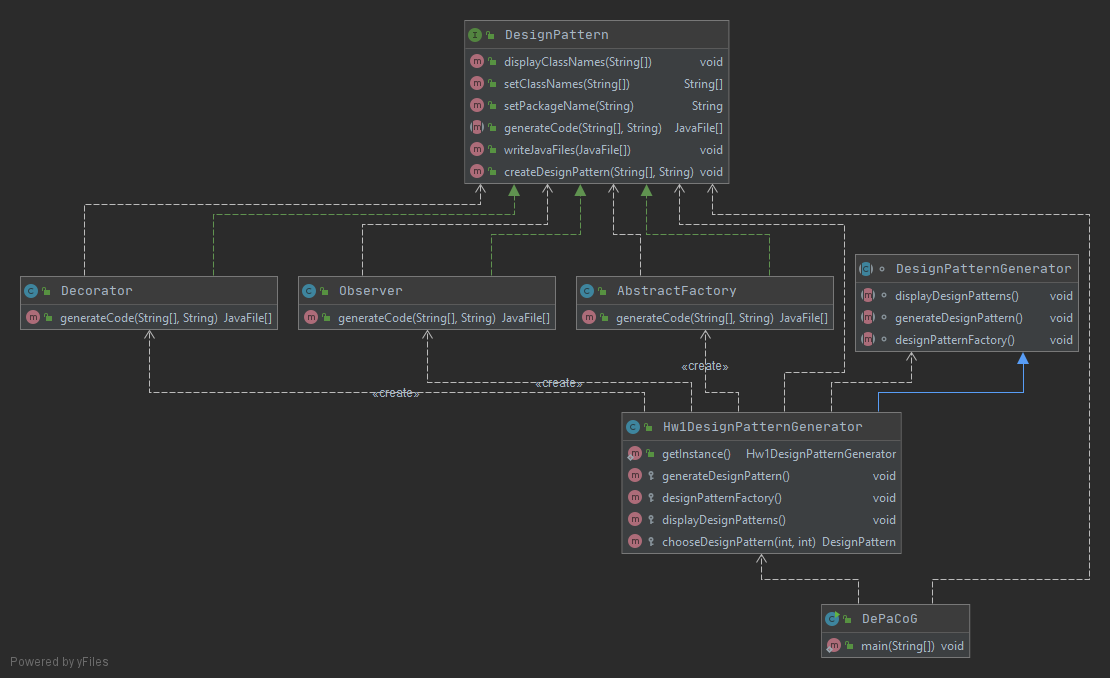 DesignPattern
displayClassNames(String[]) void
setClassNames(String[]) String[]
setPackageName(String) String
generateCode(String[], String) JavaFile[]
writeJavaFiles(JavaFile[]) void
createDesignPattern(String[], String) void
Decorator
generateCode(String[], String) JavaFile[]
Observer
generateCode(String[], String) JavaFile[]
AbstractFactory
generateCode(String[], String) JavaFile[]
DesignPatternGenerator
displayDesignPatterns() void
generateDesignPattern() void
designPatternFactory() void
«create»
«create»
«create»
Hw1DesignPatternGenerator
getInstance() Hw1DesignPatternGenerator
generateDesignPattern() void
designPatternFactory() void
displayDesignPatterns() void
chooseDesignPattern(int, int) DesignPattern
DePaCoG
main(String[]) void
Powered by yFiles